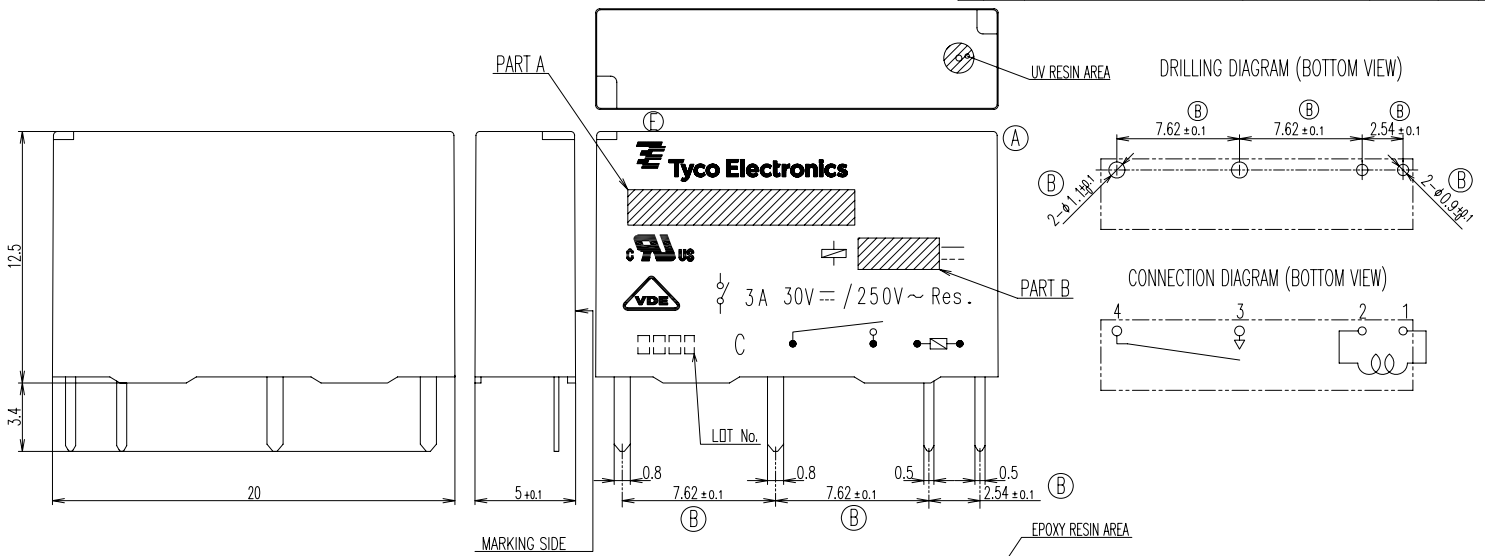 PART A
UV RESIN AREA
DRILLING DIAGRAM (BOTTOM VIEW)
B
B
B
7.62 ±0.1
7.62 ±0.1
2.54 ±0.1
E
A
Tyco Electronics
B
B
2-ϕ1.1 +0.1 -0
2-ϕ0.9 +0.1 -0
12.5
C UR US
CONNECTION DIAGRAM (BOTTOM VIEW)
PART B
VDE
3A 30V⎓/250V~ Res.
4
3
2
1
C
3.4
LOT No.
0.8
0.8
0.5
0.5
20
5 +0.1
7.62 ±0.1
7.62 ±0.1
2.54 ±0.1
B
B
B
MARKING SIDE
EPOXY RESIN AREA